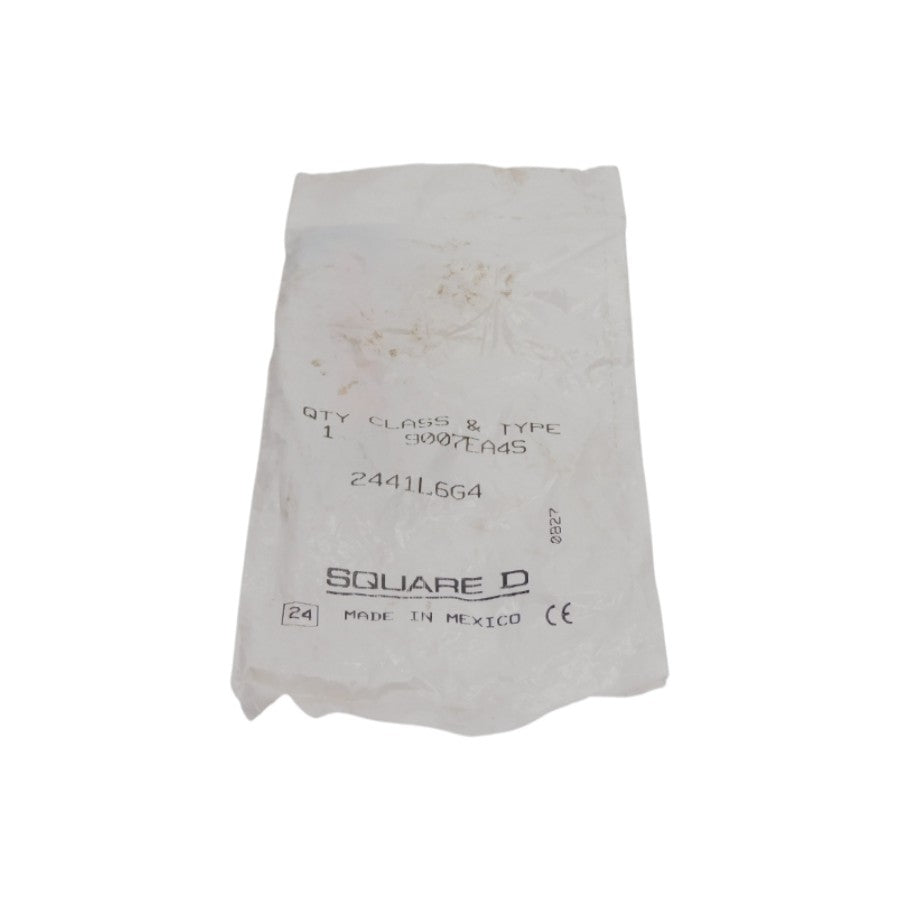 QTY CLASS & TYPE
1 9007EA4S
2441L6G4
0827
SQUARE D
24 MADE IN MEXICO CE